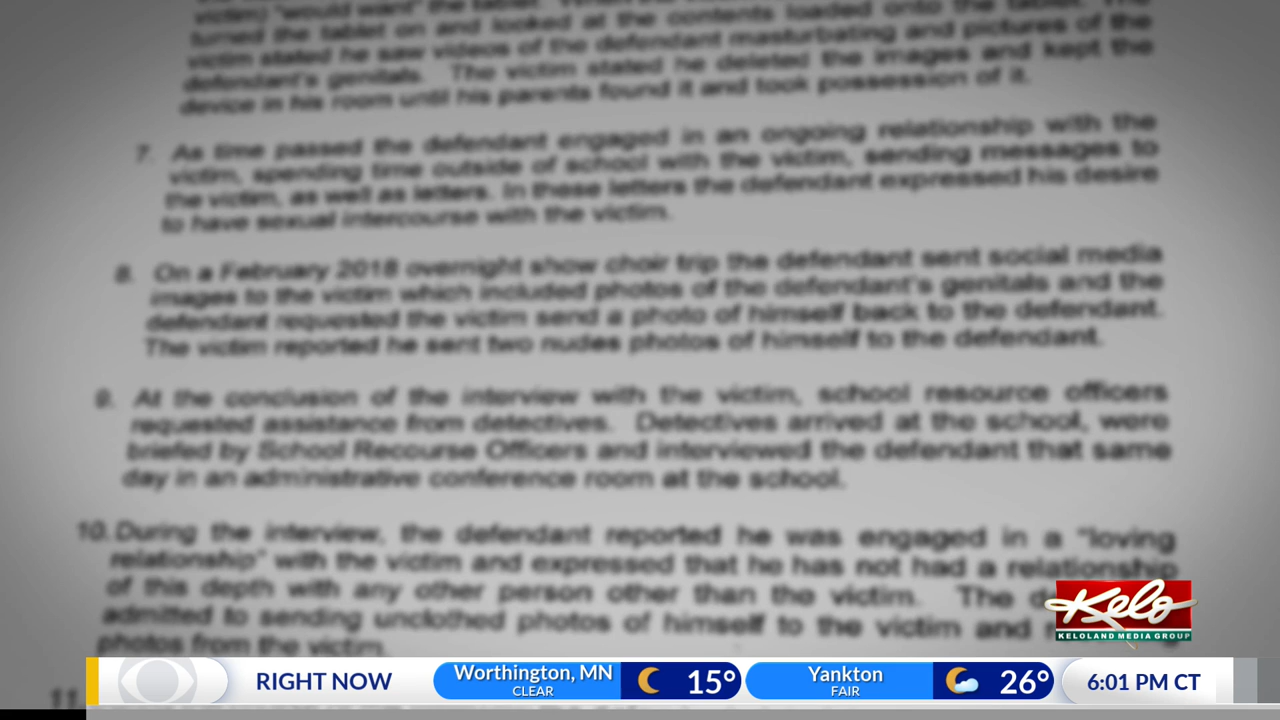 victim) "would want" the tablet.
turned the tablet on and looked at the contents loaded onto the tablet. The
victim stated he saw videos of the defendant masturbating and pictures of the
defendant's genitals. The victim stated he deleted the images and kept the
device in his room until his parents found it and took possession of it.
7. As time passed the defendant engaged in an ongoing relationship with the
victim, spending time outside of school with the victim, sending messages to
the victim, as well as letters. In these letters the defendant expressed his desire
to have sexual intercourse with the victim.
8. On a February 2018 overnight show choir trip the defendant sent social media
images to the victim which included photos of the defendant's genitals and the
defendant requested the victim send a photo of himself back to the defendant.
The victim reported he sent two nudes photos of himself to the defendant.
9. At the conclusion of the interview with the victim, school resource officers
requested assistance from detectives. Detectives arrived at the school, were
briefed by School Recourse Officers and interviewed the defendant that same
day in an administrative conference room at the school.
10. During the interview, the defendant reported he was engaged in a "loving
relationship" with the victim and expressed that he has not had a relationship
of this depth with any other person other than the victim. The
admitted to sending photos of himself to the victim and
photos from the victim.
11.
Kelo
KELOLAND MEDIA GROUP
RIGHT NOW
Worthington, MN
CLEAR
15°
Yankton
FAIR
26°
6:01 PM CT